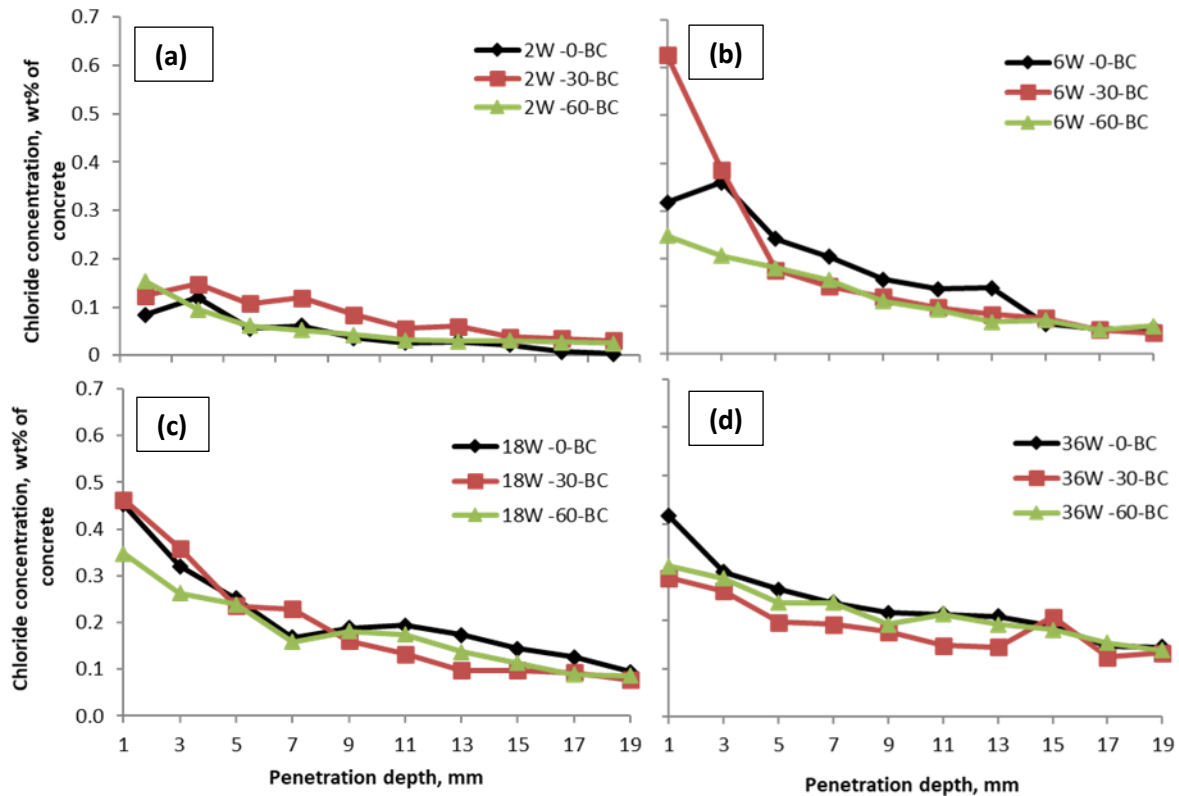 (a)
Chloride concentration, wt% of
concrete
0.7
0.6
0.5
0.4
0.3
0.2
0.1
0
2W -0-BC
2W -30-BC
2W -60-BC
(b)
6W -0-BC
6W -30-BC
6W -60-BC
(c)
Chloride concentration, wt% of
concrete
0.7
0.6
0.5
0.4
0.3
0.2
0.1
0.0
18W -0-BC
18W -30-BC
18W -60-BC
1 3 5 7 9 11 13 15 17 19
Penetration depth, mm
(d)
36W -0-BC
36W -30-BC
36W -60-BC
1 3 5 7 9 11 13 15 17 19
Penetration depth, mm